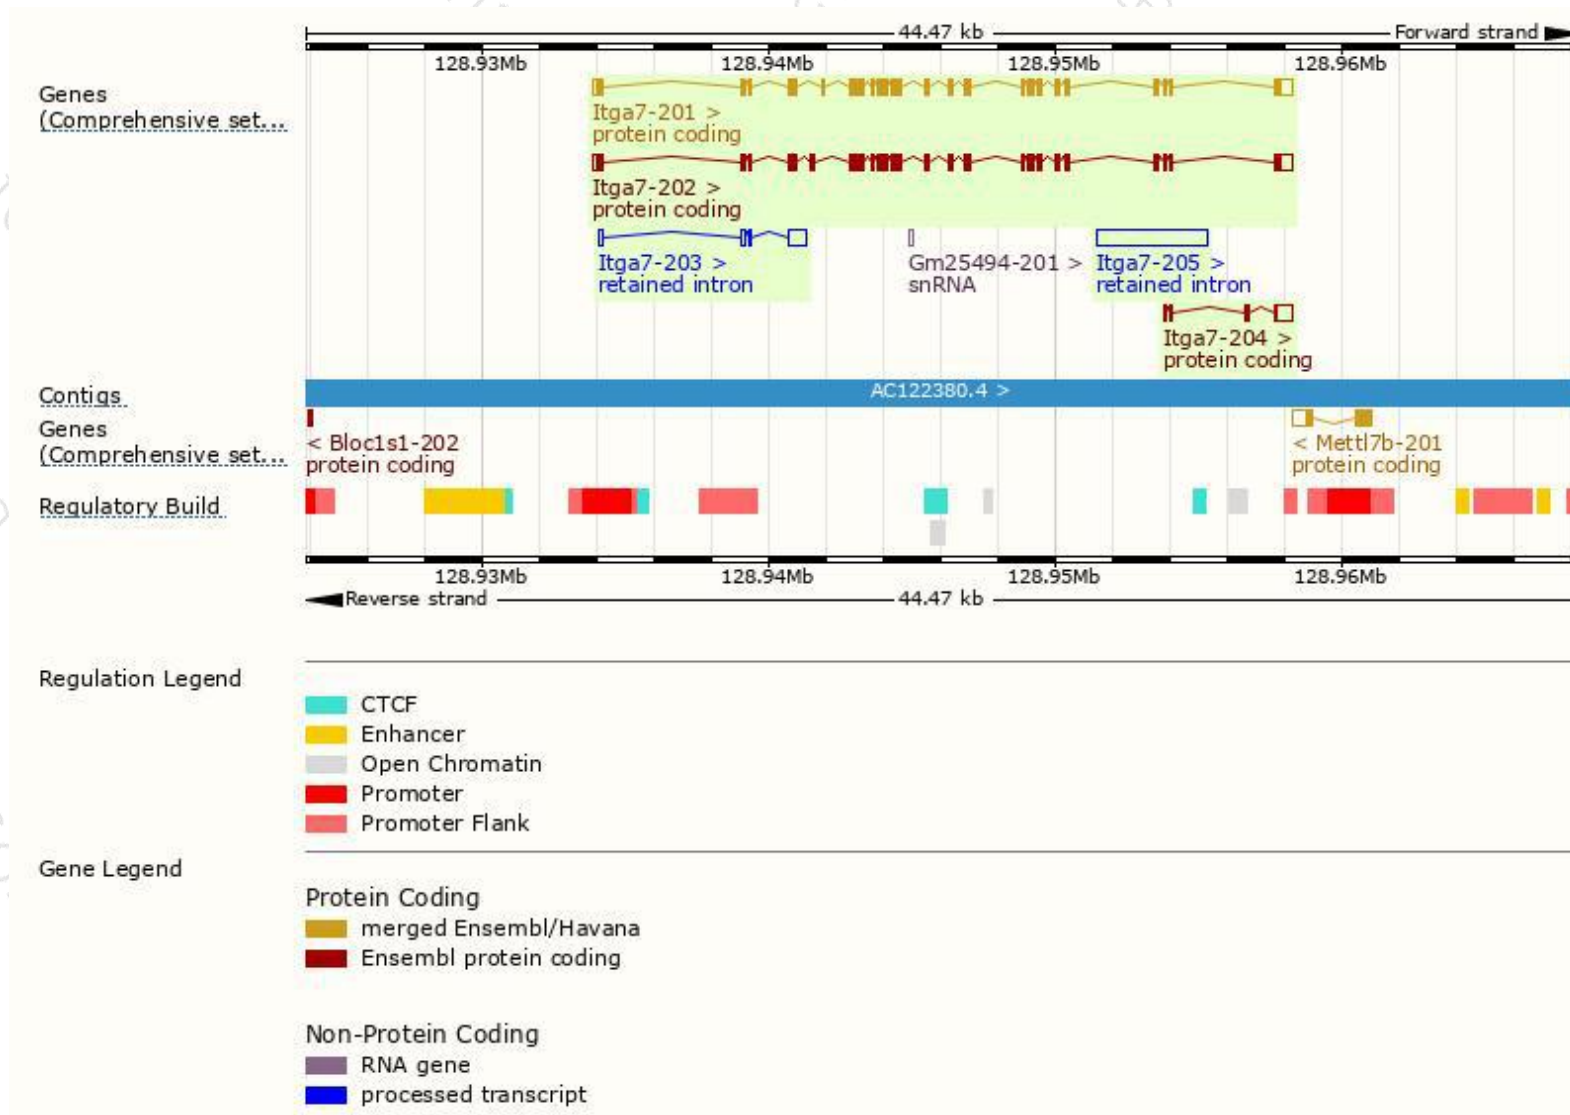 44.47 kb
Forward strand
128.93Mb 128.94Mb 128.95Mb 128.96Mb
Genes
(Comprehensive set...
Itga7-201 >
protein coding
Itga7-202 >
protein coding
Itga7-203 >
retained intron
Gm25494-201 >
snRNA
Itga7-205 >
retained intron
Itga7-204 >
protein coding
Contigs
AC122380.4 >
Genes
(Comprehensive set...
< Bloc1s1-202
protein coding
< Mettl7b-201
protein coding
Regulatory Build
128.93Mb 128.94Mb 128.95Mb 128.96Mb
Reverse strand
44.47 kb
Regulation Legend
CTCF
Enhancer
Open Chromatin
Promoter
Promoter Flank
Gene Legend
Protein Coding
merged Ensembl/Havana
Ensembl protein coding
Non-Protein Coding
RNA gene
processed transcript